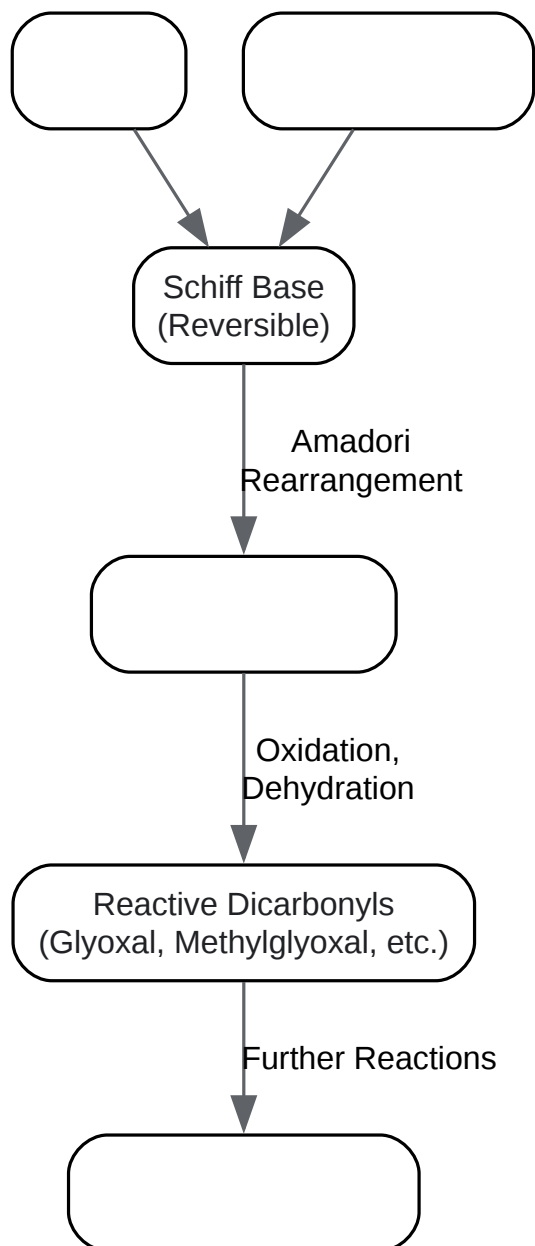 Schiff Base
(Reversible)
Amadori
Rearrangement
Oxidation,
Dehydration
Reactive Dicarbonyls
(Glyoxal, Methylglyoxal, etc.)
Further Reactions